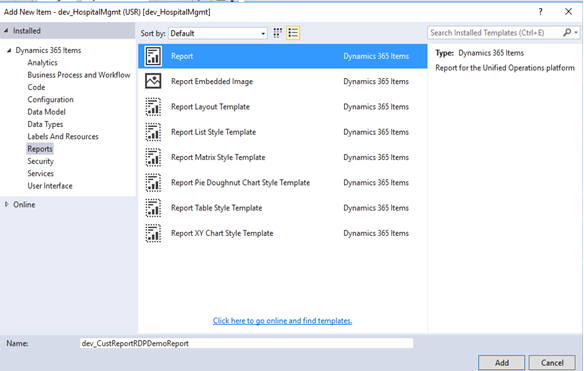 Add New Item - dev_HospitalMgmt (USR) [dev_HospitalMgmt]
? ×
Installed
Sort by: Default
Search Installed Templates (Ctrl+E)
Dynamics 365 Items
Analytics
Business Process and Workflow
Code
Configuration
Data Model
Data Types
Labels And Resources
Reports
Security
Services
User Interface
Online
Report Dynamics 365 Items
Report Embedded Image Dynamics 365 Items
Report Layout Template Dynamics 365 Items
Report List Style Template Dynamics 365 Items
Report Matrix Style Template Dynamics 365 Items
Report Pie Doughnut Chart Style Template Dynamics 365 Items
Report Table Style Template Dynamics 365 Items
Report XY Chart Style Template Dynamics 365 Items
Click here to go online and find templates.
Type: Dynamics 365 Items
Report for the Unified Operations platform
Name: dev_CustReportRDPDemoReport
Add Cancel